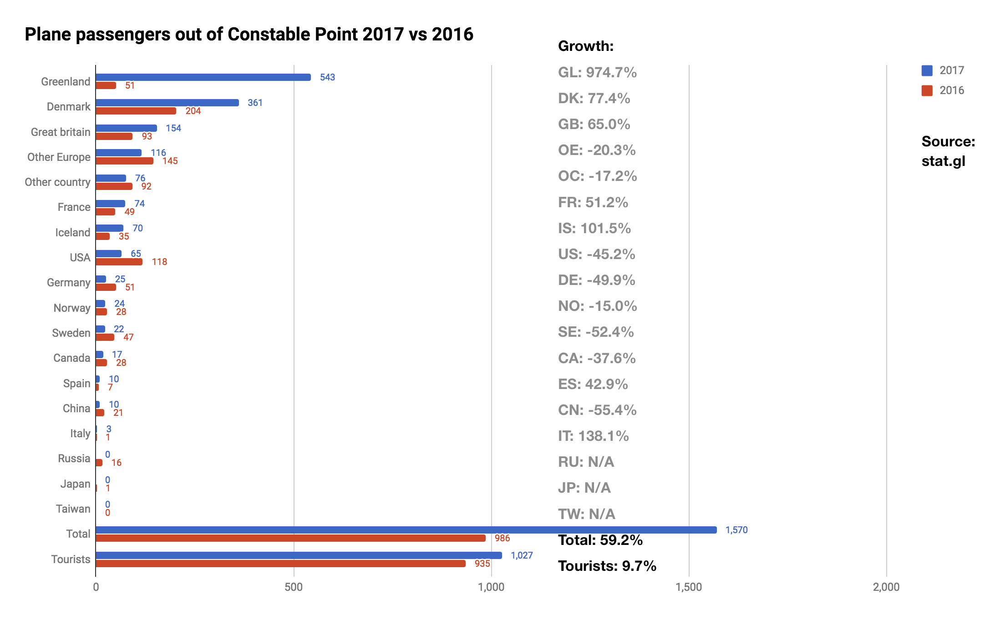 Plane passengers out of Constable Point 2017 vs 2016
Growth:
2017
2016
Source:
stat.gl
Greenland 543 51 GL: 974.7%
Denmark 361 204 DK: 77.4%
Great britain 154 93 GB: 65.0%
Other Europe 116 145 OE: -20.3%
Other country 76 92 OC: -17.2%
France 74 49 FR: 51.2%
Iceland 70 35 IS: 101.5%
USA 65 118 US: -45.2%
Germany 25 51 DE: -49.9%
Norway 24 28 NO: -15.0%
Sweden 22 47 SE: -52.4%
Canada 17 28 CA: -37.6%
Spain 10 7 ES: 42.9%
China 10 21 CN: -55.4%
Italy 3 1 IT: 138.1%
Russia 0 16 RU: N/A
Japan 0 1 JP: N/A
Taiwan 0 0 TW: N/A
Total 1,570 986 Total: 59.2%
Tourists 1,027 935 Tourists: 9.7%
0 500 1,000 1,500 2,000